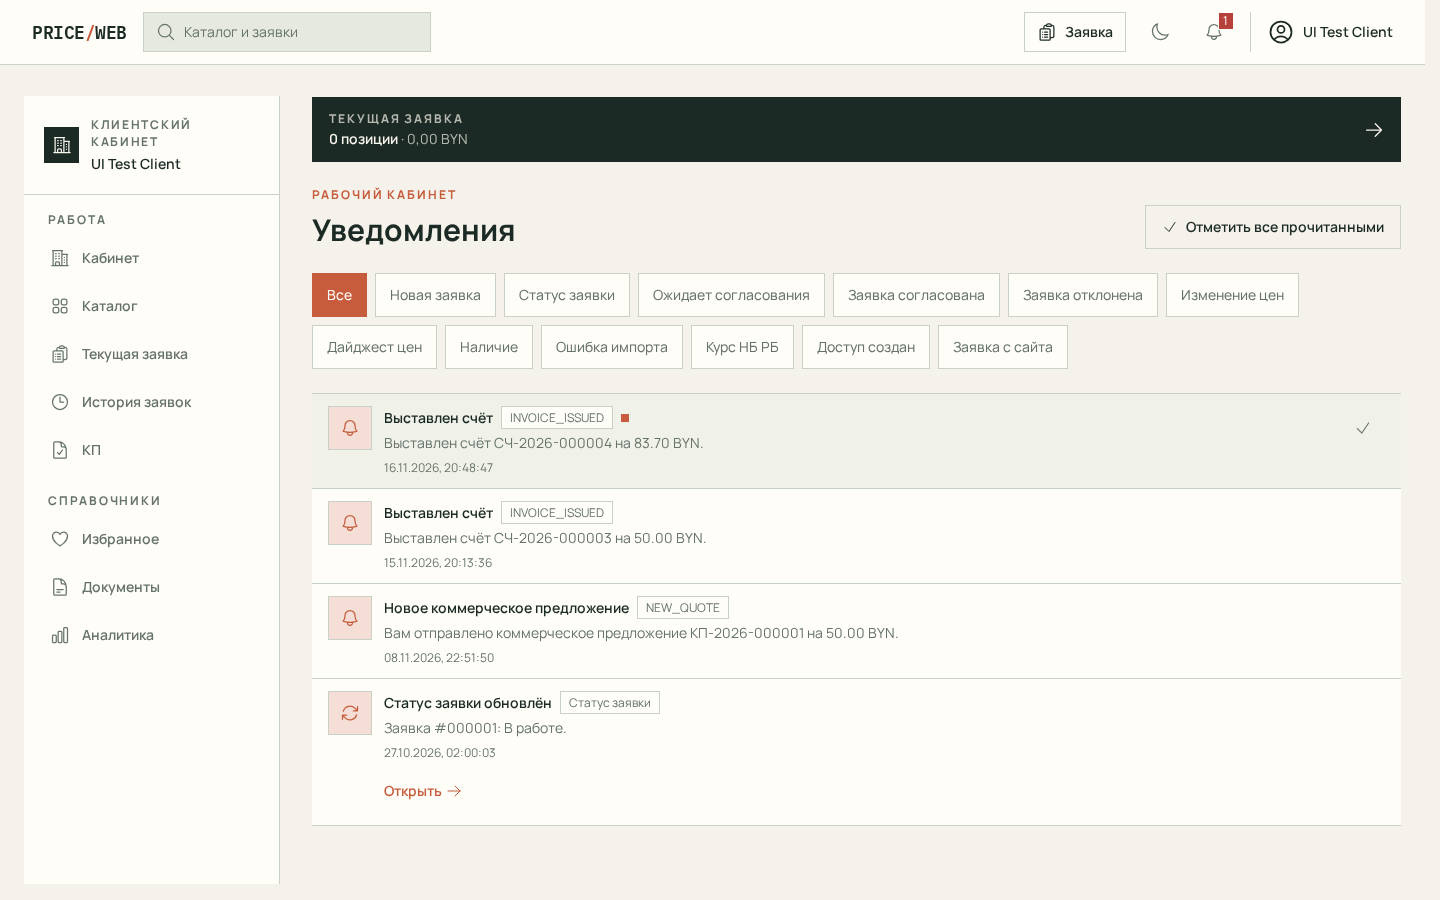 PRICE/WEB
Каталог и заявки
Заявка
1
UI Test Client
КЛИЕНТСКИЙ
КАБИНЕТ
UI Test Client
РАБОТА
Кабинет
Каталог
Текущая заявка
История заявок
КП
СПРАВОЧНИКИ
Избранное
Документы
Аналитика
ТЕКУЩАЯ ЗАЯВКА
0 позиции · 0,00 BYN
РАБОЧИЙ КАБИНЕТ
Уведомления
Отметить все прочитанными
Все
Новая заявка
Статус заявки
Ожидает согласования
Заявка согласована
Заявка отклонена
Изменение цен
Дайджест цен
Наличие
Ошибка импорта
Курс НБ РБ
Доступ создан
Заявка с сайта
Выставлен счёт INVOICE_ISSUED
Выставлен счёт СЧ-2026-000004 на 83.70 BYN.
16.11.2026, 20:48:47
Выставлен счёт INVOICE_ISSUED
Выставлен счёт СЧ-2026-000003 на 50.00 BYN.
15.11.2026, 20:13:36
Новое коммерческое предложение NEW_QUOTE
Вам отправлено коммерческое предложение КП-2026-000001 на 50.00 BYN.
08.11.2026, 22:51:50
Статус заявки обновлён Статус заявки
Заявка #000001: В работе.
27.10.2026, 02:00:03
Открыть